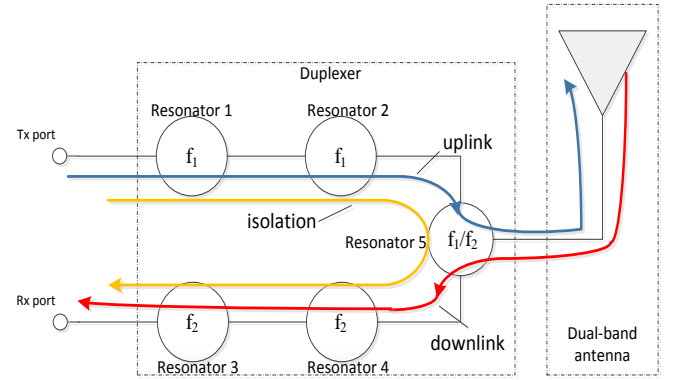 Duplexer
Resonator 1
Resonator 2
Tx port
f₁
f₁
uplink
isolation
Resonator 5
f₁/f₂
Rx port
f₂
f₂
downlink
Resonator 3
Resonator 4
Dual-band
antenna